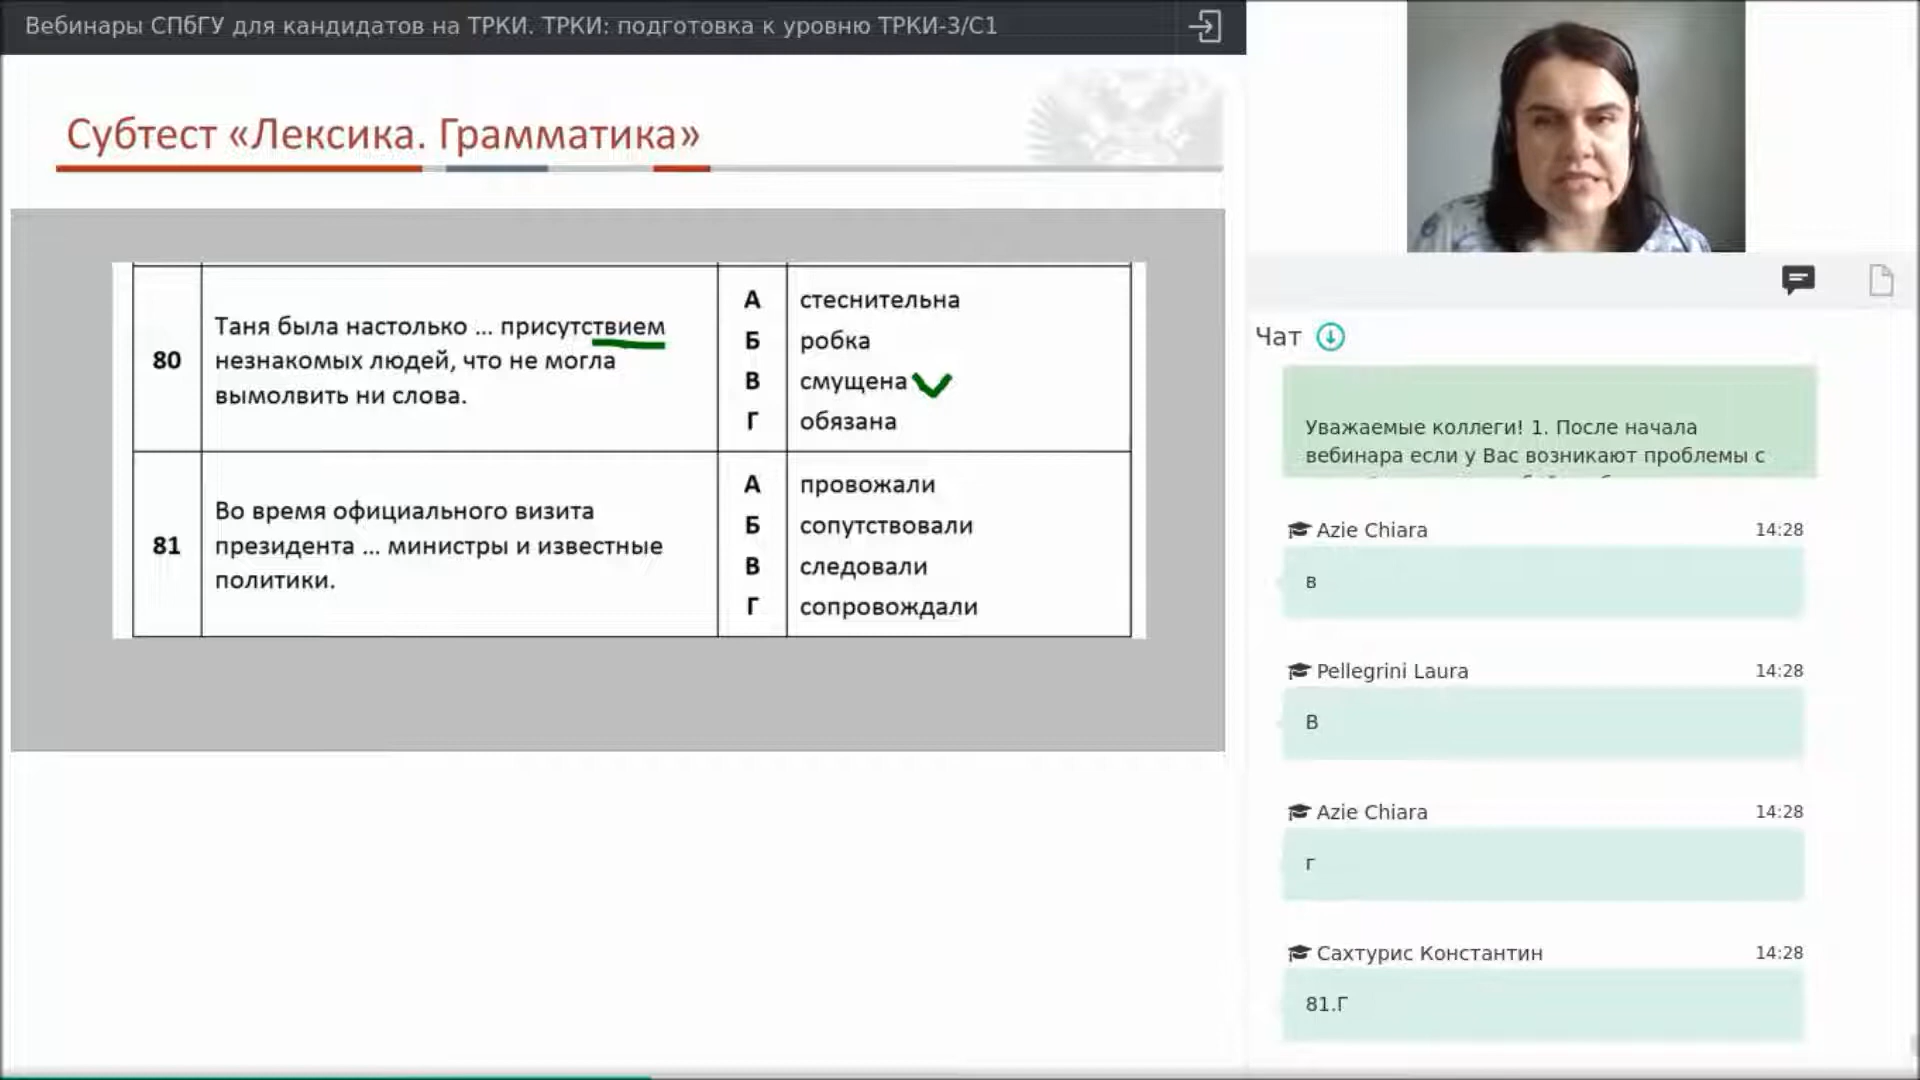 Вебинары СПбГУ для кандидатов на ТРКИ. ТРКИ: подготовка к уровню ТРКИ-3/С1
Субтест «Лексика. Грамматика»
80
Таня была настолько ... присутствием
незнакомых людей, что не могла
вымолвить ни слова.
А стеснительна
Б робка
В смущена
Г обязана
81
Во время официального визита
президента ... министры и известные
политики.
А провожали
Б сопутствовали
В следовали
Г сопровождали
Чат
Уважаемые коллеги! 1. После начала
вебинара если у Вас возникают проблемы с
Azie Chiara 14:28
в
Pellegrini Laura 14:28
В
Azie Chiara 14:28
г
Сахтурис Константин 14:28
81.Г